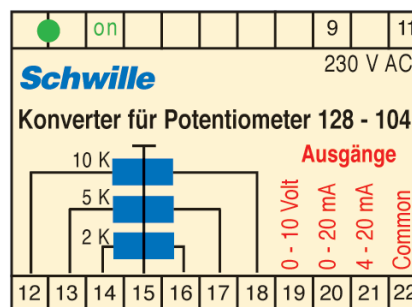 on 9 11
230 V AC
Schwille
Konverter für Potentiometer 128 - 104
Ausgänge
10 K
5 K
2 K
0 - 10 Volt
0 - 20 mA
4 - 20 mA
Common
12 13 14 15 16 17 18 19 20 21 22